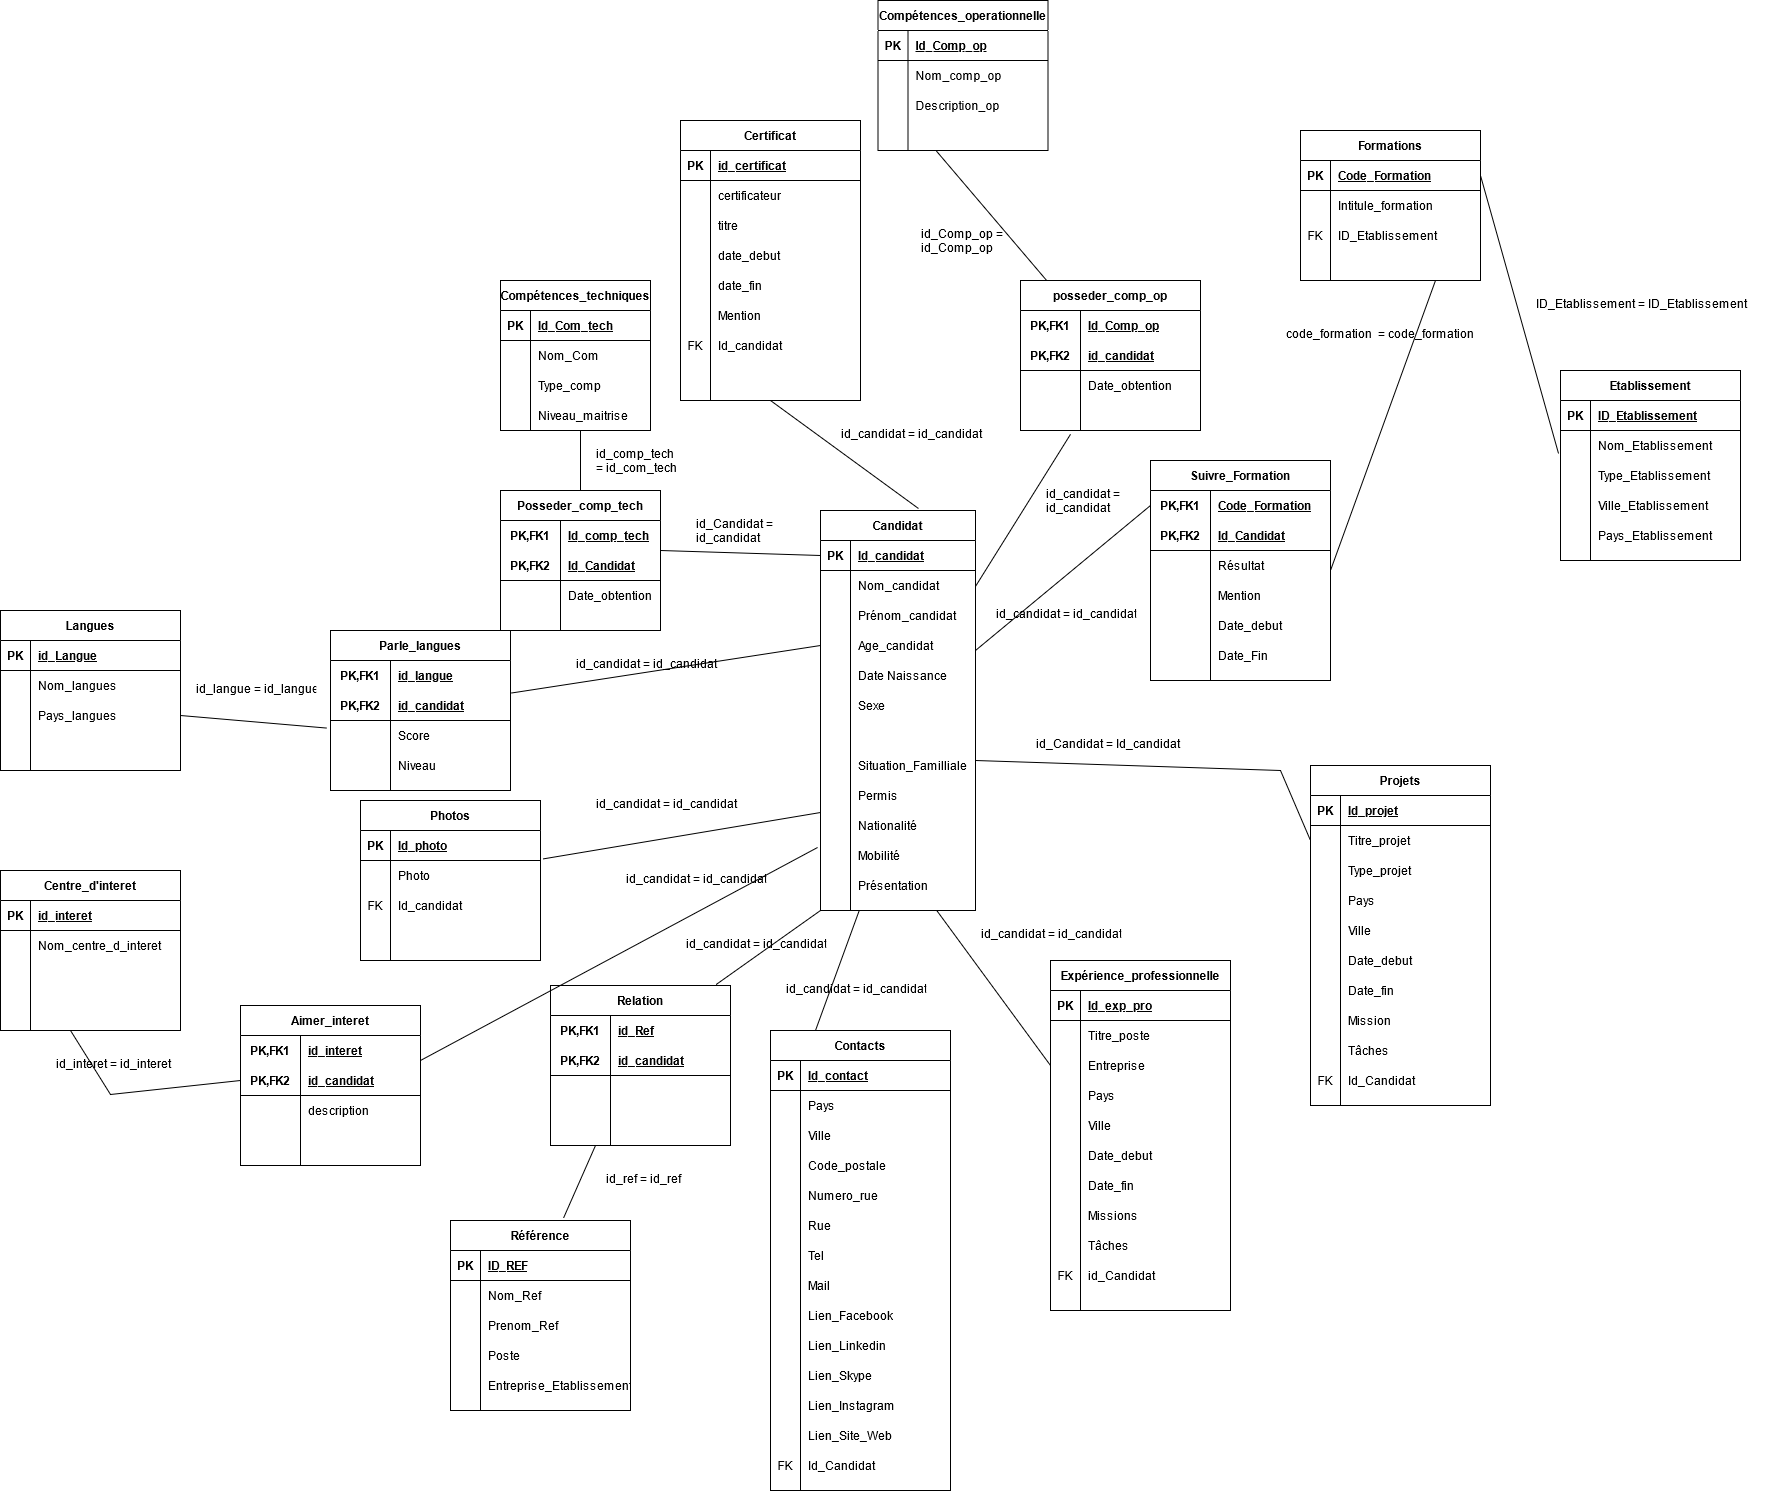 Compétences_operationnelle
PK Id_Comp_op
Nom_comp_op
Description_op
Certificat
PK id_certificat
certificateur
titre
date_debut
date_fin
Mention
FK Id_candidat
Formations
PK Code_Formation
Intitule_formation
FK ID_Etablissement
id_Comp_op =
id_Comp_op
Compétences_techniques
PK Id_Com_tech
Nom_Com
Type_comp
Niveau_maitrise
posseder_comp_op
PK,FK1 Id_Comp_op
PK,FK2 id_candidat
Date_obtention
ID_Etablissement = ID_Etablissement
code_formation = code_formation
Etablissement
PK ID_Etablissement
Nom_Etablissement
Type_Etablissement
Ville_Etablissement
Pays_Etablissement
id_candidat = id_candidat
id_comp_tech
= id_com_tech
Posseder_comp_tech
PK,FK1 Id_comp_tech
PK,FK2 Id_Candidat
Date_obtention
id_Candidat =
id_candidat
id_candidat =
id_candidat
Suivre_Formation
PK,FK1 Code_Formation
PK,FK2 Id_Candidat
Résultat
Mention
Date_debut
Date_Fin
id_candidat = id_candidat
Candidat
PK Id_candidat
Nom_candidat
Prénom_candidat
Age_candidat
Date Naissance
Sexe
Situation_Familliale
Permis
Nationalité
Mobilité
Présentation
Langues
PK id_Langue
Nom_langues
Pays_langues
id_langue = id_langue
Parle_langues
PK,FK1 id_langue
PK,FK2 id_candidat
Score
Niveau
id_candidat = id_candidat
id_Candidat = Id_candidat
Projets
PK Id_projet
Titre_projet
Type_projet
Pays
Ville
Date_debut
Date_fin
Mission
Tâches
FK Id_Candidat
Photos
PK Id_photo
Photo
FK Id_candidat
id_candidat = id_candidat
Centre_d'interet
PK id_interet
Nom_centre_d_interet
id_candidat = id_candidat
id_interet = id_interet
Aimer_interet
PK,FK1 id_interet
PK,FK2 id_candidat
description
id_candidat = id_candidat
Relation
PK,FK1 id_Ref
PK,FK2 id_candidat
id_ref = id_ref
Référence
PK ID_REF
Nom_Ref
Prenom_Ref
Poste
Entreprise_Etablissement
id_candidat = id_candidat
Contacts
PK Id_contact
Pays
Ville
Code_postale
Numero_rue
Rue
Tel
Mail
Lien_Facebook
Lien_Linkedin
Lien_Skype
Lien_Instagram
Lien_Site_Web
FK Id_Candidat
id_candidat = id_candidat
Expérience_professionnelle
PK Id_exp_pro
Titre_poste
Entreprise
Pays
Ville
Date_debut
Date_fin
Missions
Tâches
FK id_Candidat